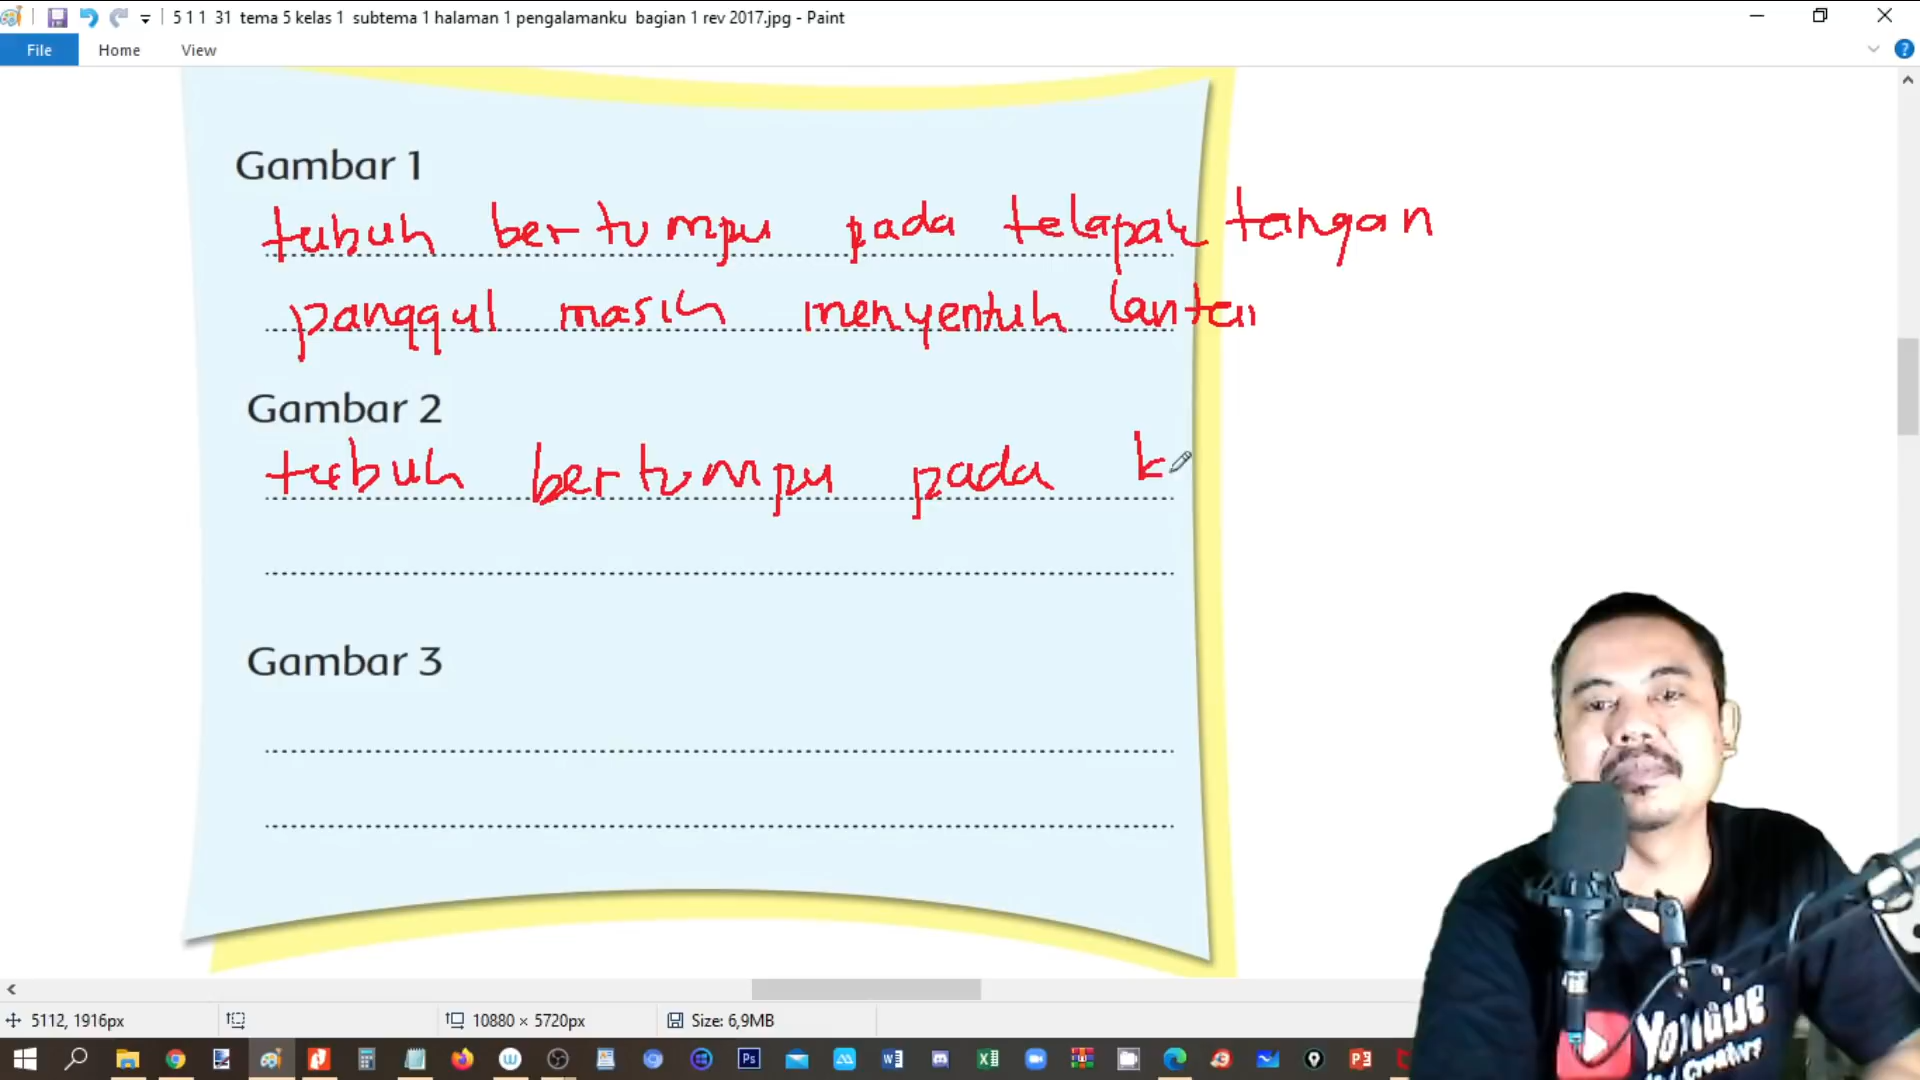 5 1 1 31 tema 5 kelas 1 subtema 1 halaman 1 pengalamanku bagian 1 rev 2017.jpg - Paint
File Home View
Gambar 1
tubuh bertumpu pada telapak tangan
panggul masih menyentuh lantai
Gambar 2
tubuh bertumpu pada k
Gambar 3
5112, 1916px
10880 × 5720px
Size: 6,9MB